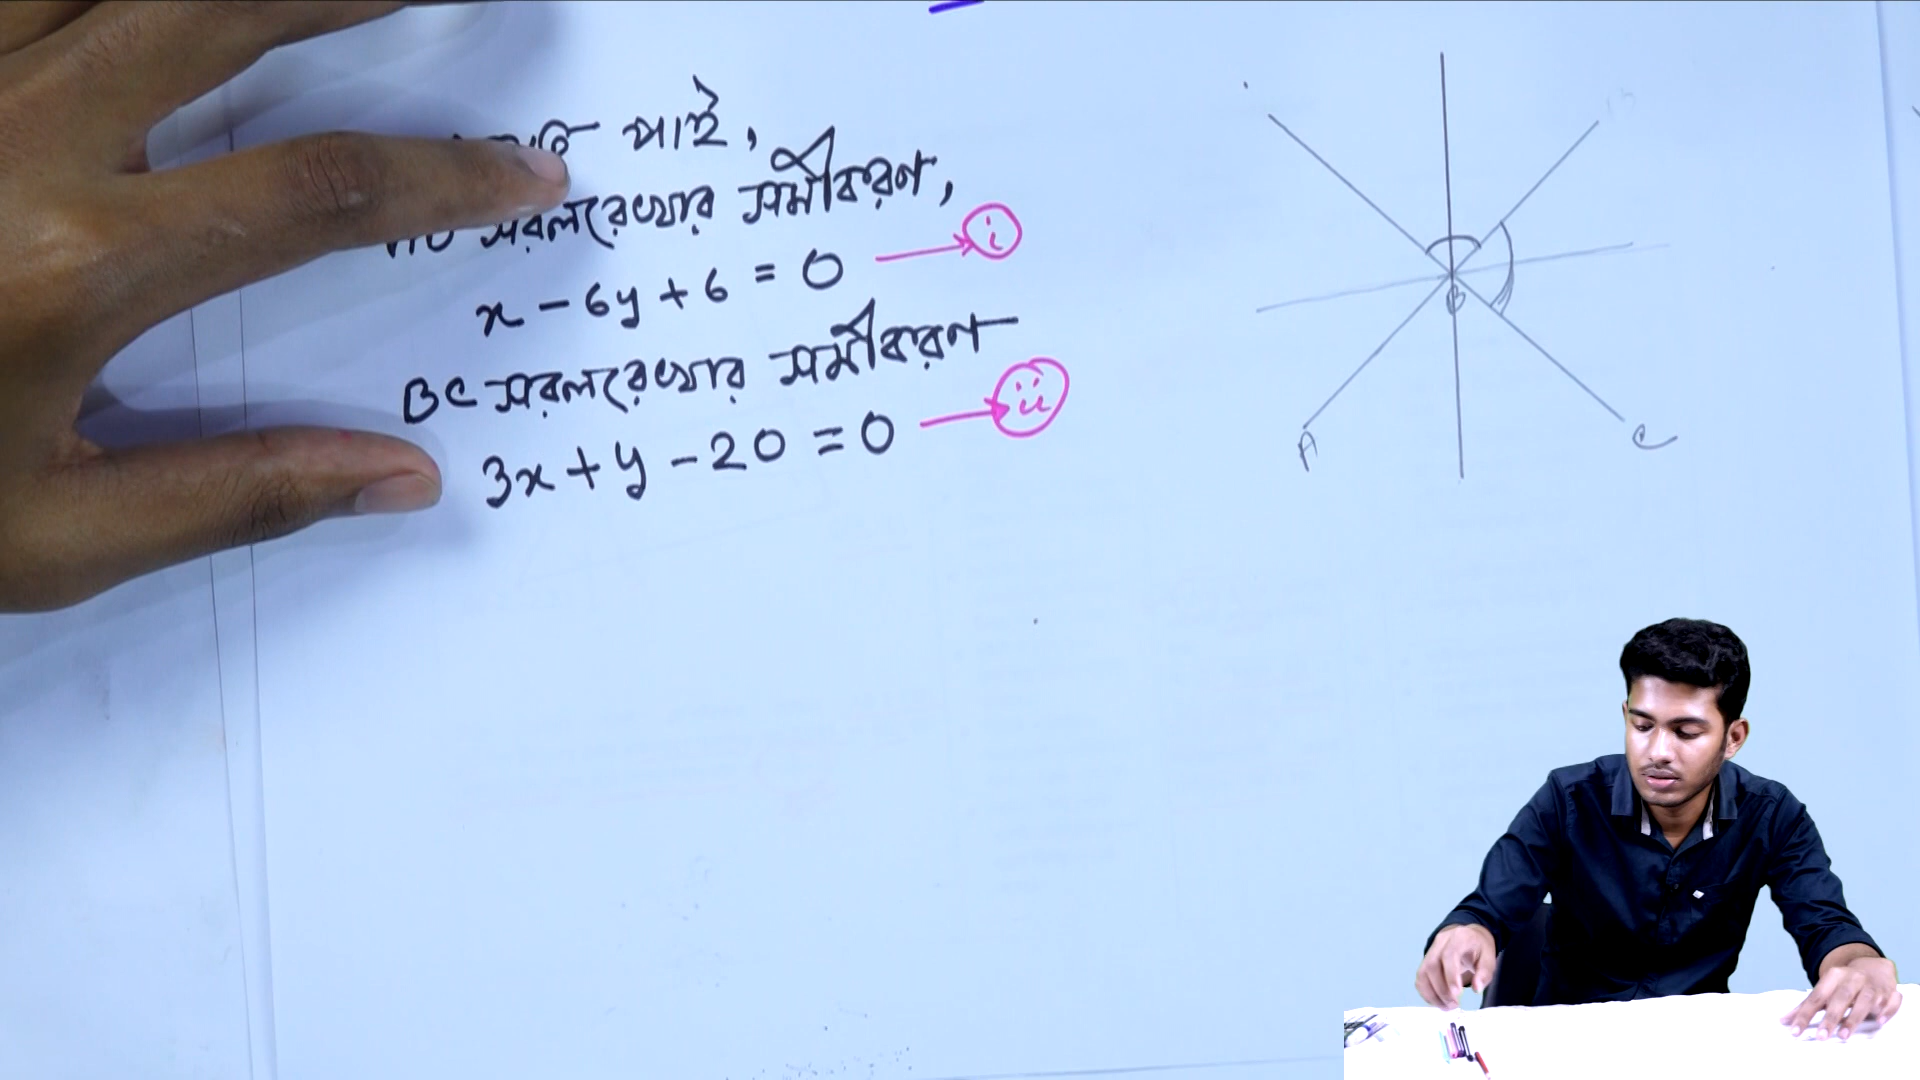 পাই,
সরলরেখার সমীকরণ,
x - 6y + 6 = 0 → i
BC সরলরেখার সমীকরণ
3x + y - 20 = 0 → ii
B
A
C